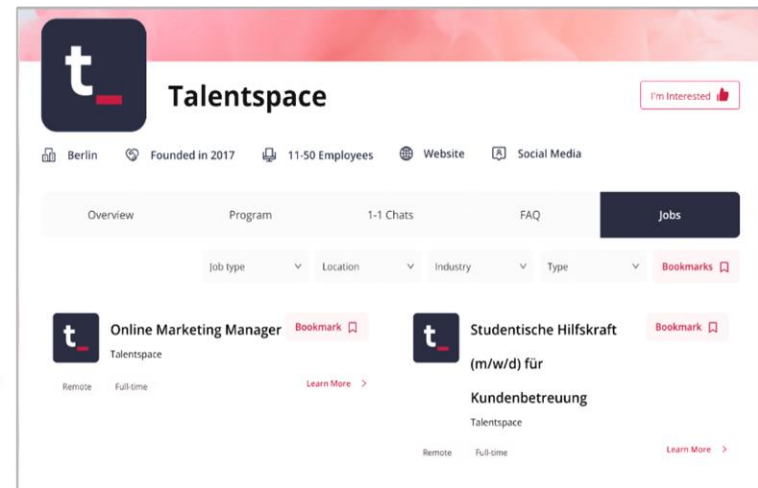 t_
Talentspace
I'm Interested
Berlin Founded in 2017 11-50 Employees Website Social Media
Overview Program 1-1 Chats FAQ Jobs
Job type Location Industry Type Bookmarks
t_
Online Marketing Manager
Bookmark
Talentspace
Remote Full-time
Learn More >
t_
Studentische Hilfskraft
(m/w/d) für
Kundenbetreuung
Bookmark
Talentspace
Remote Full-time
Learn More >